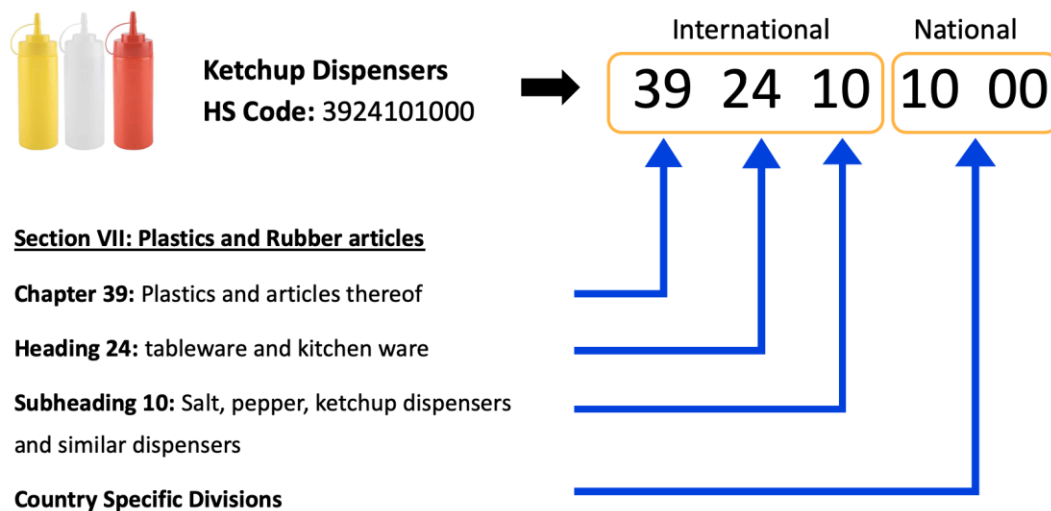 International National
Ketchup Dispensers
HS Code: 3924101000
39 24 10 10 00
Section VII: Plastics and Rubber articles
Chapter 39: Plastics and articles thereof
Heading 24: tableware and kitchen ware
Subheading 10: Salt, pepper, ketchup dispensers
and similar dispensers
Country Specific Divisions